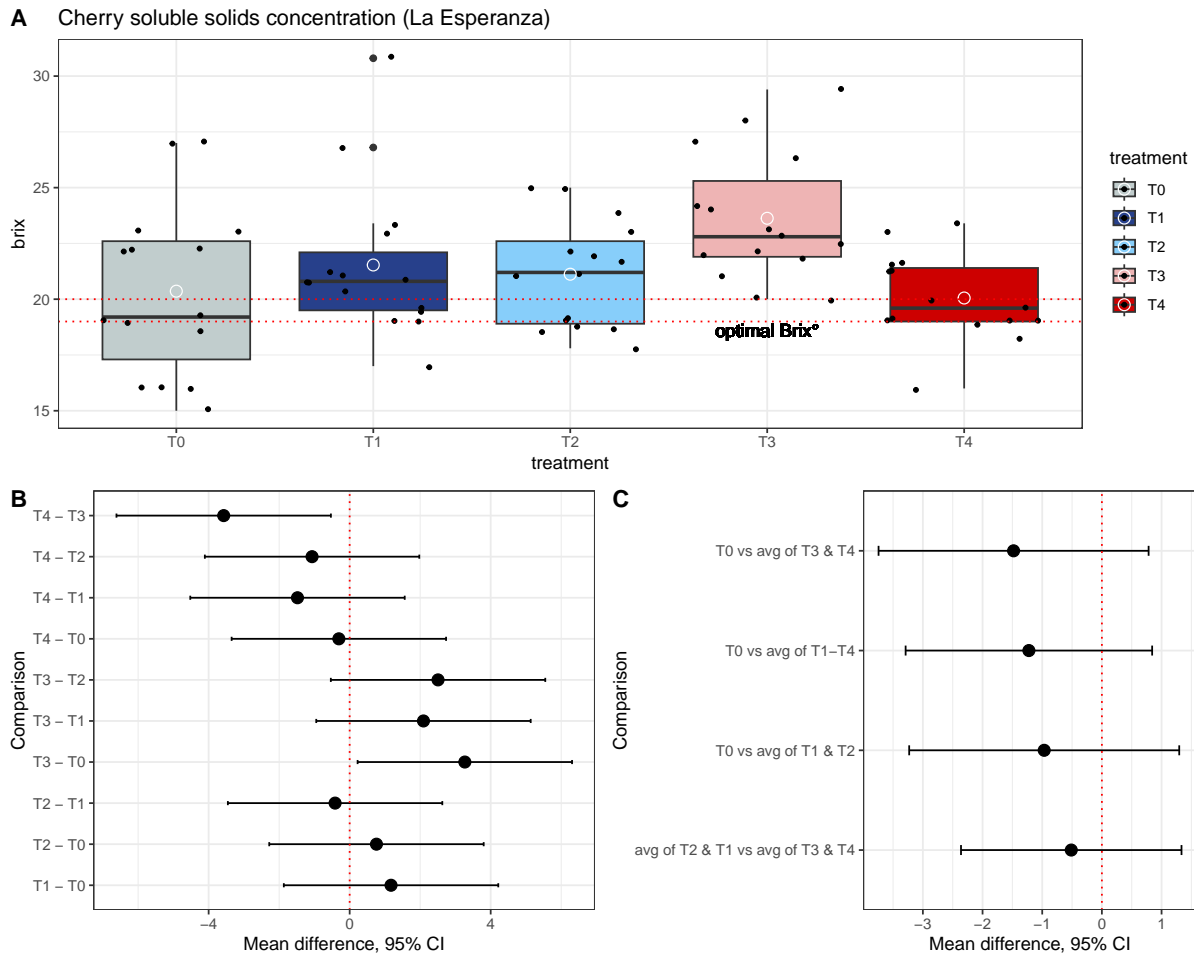 A Cherry soluble solids concentration (La Esperanza)
brix
30
25
20
15
optimal Brix°
T0 T1 T2 T3 T4
treatment
treatment
T0
T1
T2
T3
T4
B
Comparison
T4 − T3
T4 − T2
T4 − T1
T4 − T0
T3 − T2
T3 − T1
T3 − T0
T2 − T1
T2 − T0
T1 − T0
−4 0 4
Mean difference, 95% CI
C
Comparison
T0 vs avg of T3 & T4
T0 vs avg of T1−T4
T0 vs avg of T1 & T2
avg of T2 & T1 vs avg of T3 & T4
−3 −2 −1 0 1
Mean difference, 95% CI